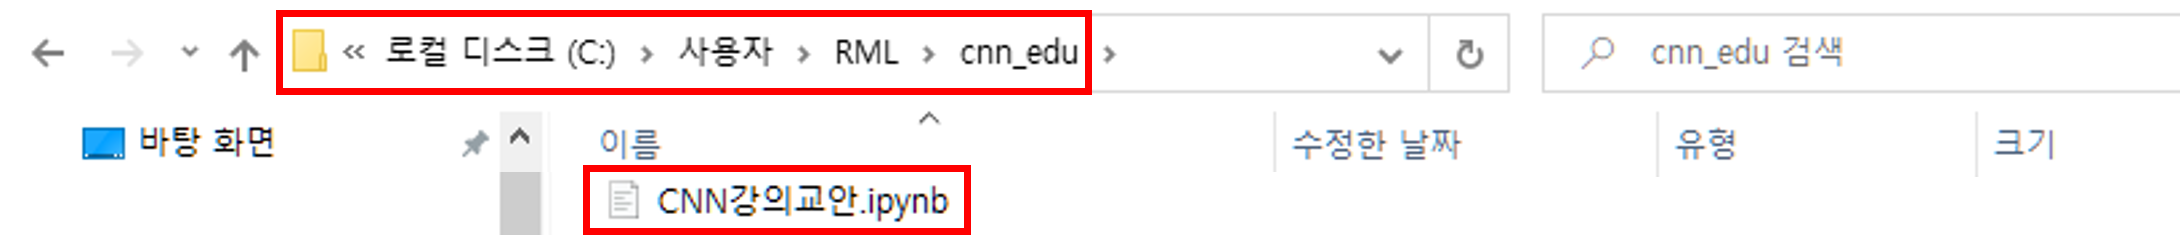 « 로컬 디스크 (C:) › 사용자 › RML › cnn_edu › cnn_edu 검색
바탕 화면 이름 수정한 날짜 유형 크기
CNN강의교안.ipynb